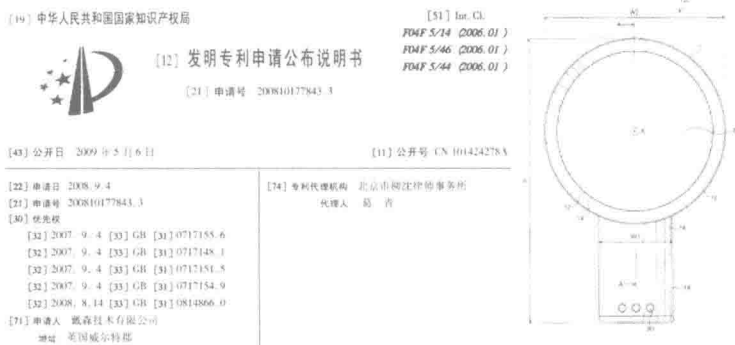 [19] 中华人民共和国国家知识产权局
[51] Int. Cl.
F04F 5/14 (2006.01)
F04F 5/46 (2006.01)
F04F 5/44 (2006.01)
[12] 发明专利申请公布说明书
[21] 申请号 200810177843.3
[43] 公开日 2009年5月6日
[11] 公开号 CN 101424278A
[22] 申请日 2008.9.4
[21] 申请号 200810177843.3
[30] 优先权
[32] 2007.9.4 [33] GB [31] 0717155.6
[32] 2007.9.4 [33] GB [31] 0717148.1
[32] 2007.9.4 [33] GB [31] 0717151.5
[32] 2007.9.4 [33] GB [31] 0717154.9
[32] 2008.8.14 [33] GB [31] 0814866.0
[71] 申请人 戴森技术有限公司
地址 英国威尔特郡
[74] 专利代理机构 北京市柳沈律师事务所
代理人 葛青